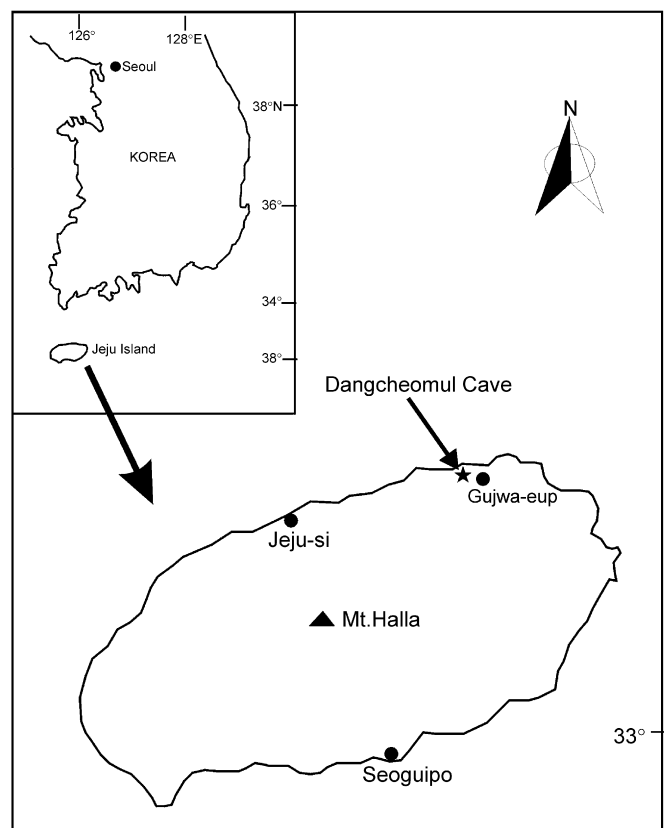 126°
128°E
Seoul
38°N
KOREA
36°
34°
Jeju Island
38°
N
Dangcheomul Cave
Gujwa-eup
Jeju-si
Mt.Halla
33°
Seoguipo